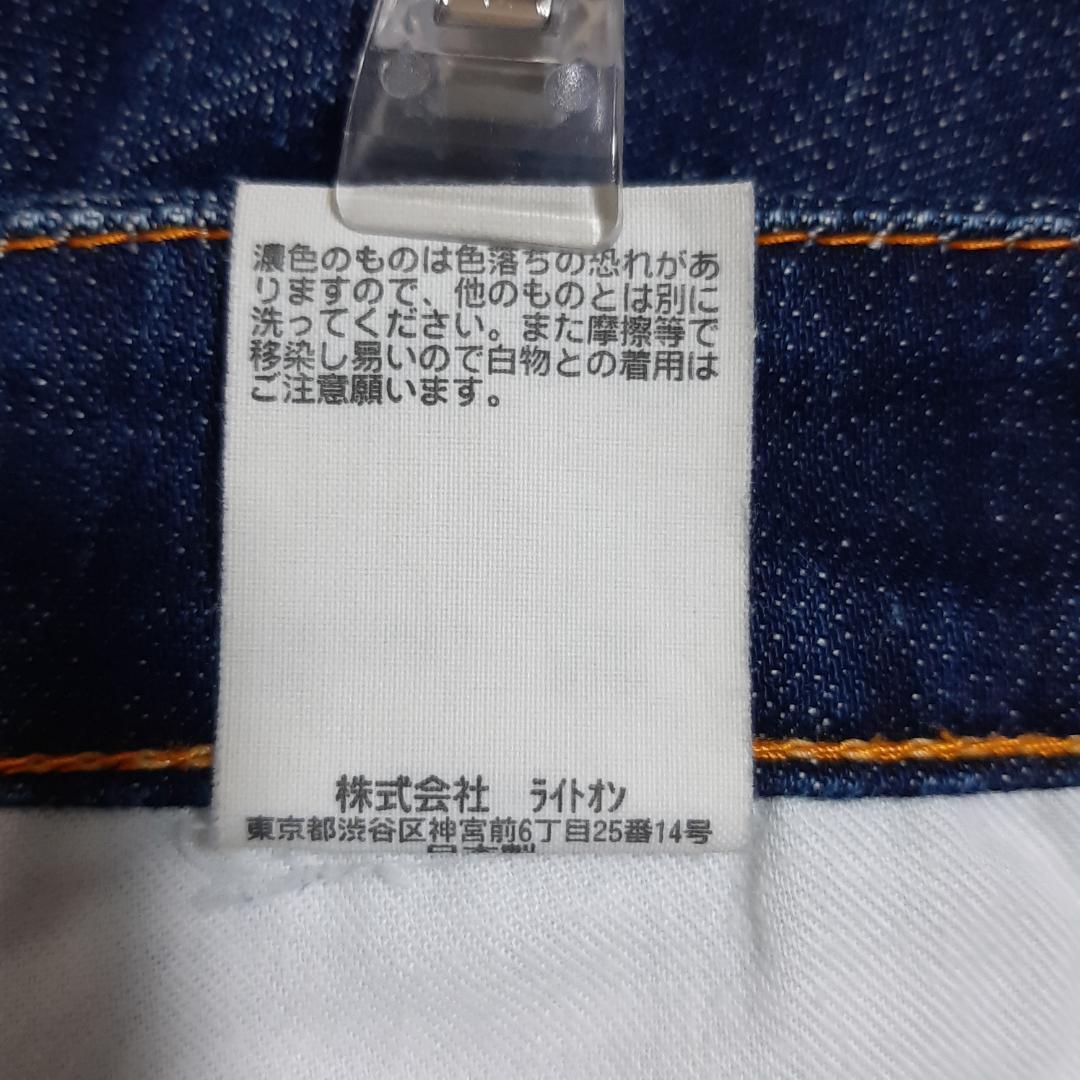 濃色のものは色落ちの恐れがあ
りますので、他のものとは別に
洗ってください。また摩擦等で
移染し易いので白物との着用は
ご注意願います。
株式会社 ライトオン
東京都渋谷区神宮前6丁目25番14号
日本製